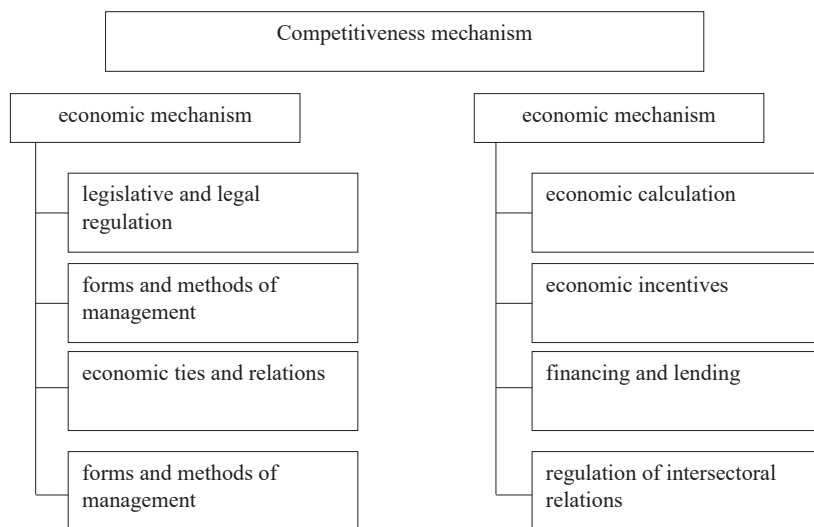 Competitiveness mechanism
economic mechanism
legislative and legal
regulation
forms and methods of
management
economic ties and relations
forms and methods of
management
economic mechanism
economic calculation
economic incentives
financing and lending
regulation of intersectoral
relations